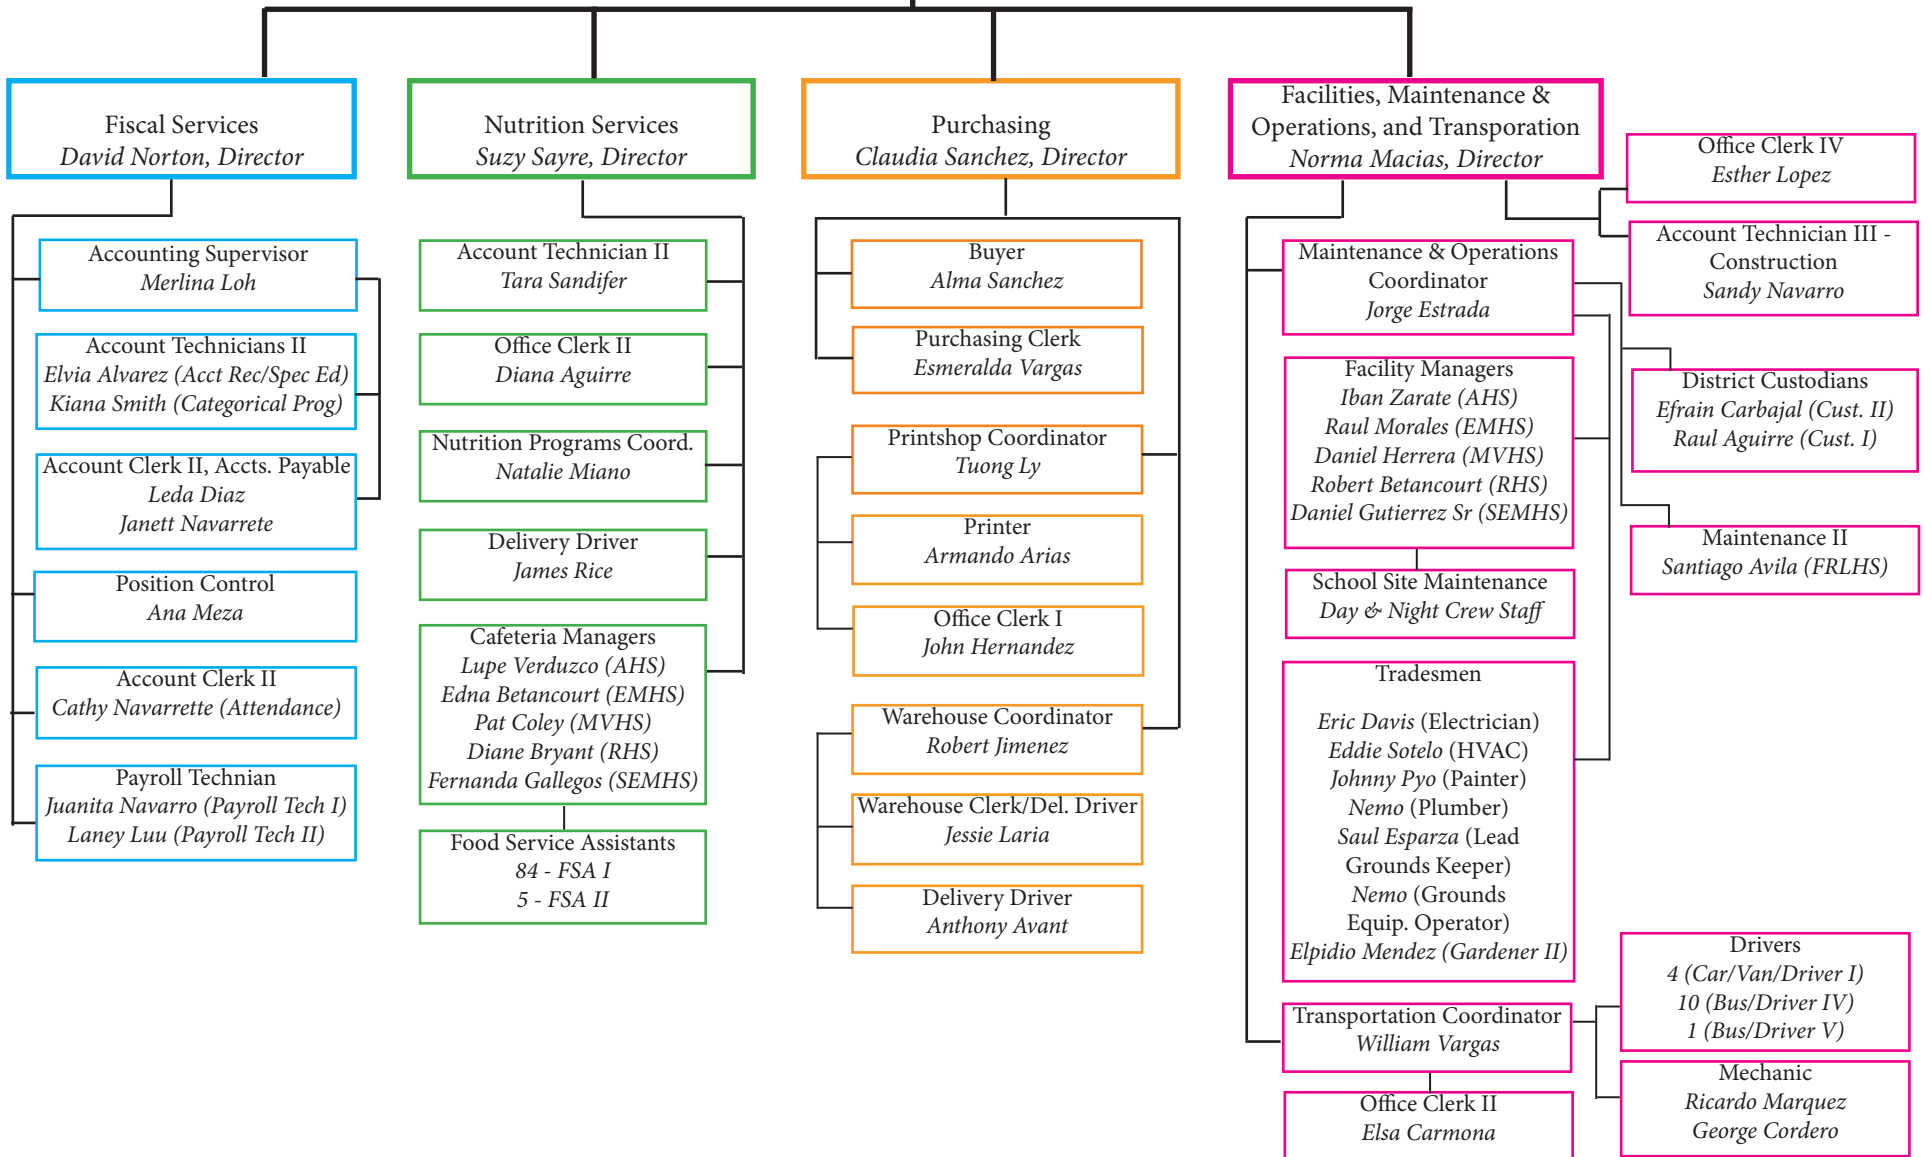 Fiscal Services
David Norton, Director
Accounting Supervisor
Merlina Loh
Account Technicians II
Elvia Alvarez (Acct Rec/Spec Ed)
Kiana Smith (Categorical Prog)
Account Clerk II, Accts. Payable
Leda Diaz
Janett Navarrete
Position Control
Ana Meza
Account Clerk II
Cathy Navarrette (Attendance)
Payroll Technian
Juanita Navarro (Payroll Tech I)
Laney Luu (Payroll Tech II)
Nutrition Services
Suzy Sayre, Director
Account Technician II
Tara Sandifer
Office Clerk II
Diana Aguirre
Nutrition Programs Coord.
Natalie Miano
Delivery Driver
James Rice
Cafeteria Managers
Lupe Verduzco (AHS)
Edna Betancourt (EMHS)
Pat Coley (MVHS)
Diane Bryant (RHS)
Fernanda Gallegos (SEMHS)
Food Service Assistants
84 - FSA I
5 - FSA II
Purchasing
Claudia Sanchez, Director
Buyer
Alma Sanchez
Purchasing Clerk
Esmeralda Vargas
Printshop Coordinator
Tuong Ly
Printer
Armando Arias
Office Clerk I
John Hernandez
Warehouse Coordinator
Robert Jimenez
Warehouse Clerk/Del. Driver
Jessie Laria
Delivery Driver
Anthony Avant
Facilities, Maintenance &
Operations, and Transporation
Norma Macias, Director
Office Clerk IV
Esther Lopez
Account Technician III -
Construction
Sandy Navarro
Maintenance & Operations
Coordinator
Jorge Estrada
District Custodians
Efrain Carbajal (Cust. II)
Raul Aguirre (Cust. I)
Maintenance II
Santiago Avila (FRLHS)
Facility Managers
Iban Zarate (AHS)
Raul Morales (EMHS)
Daniel Herrera (MVHS)
Robert Betancourt (RHS)
Daniel Gutierrez Sr (SEMHS)
School Site Maintenance
Day & Night Crew Staff
Tradesmen
Eric Davis (Electrician)
Eddie Sotelo (HVAC)
Johnny Pyo (Painter)
Nemo (Plumber)
Saul Esparza (Lead
Grounds Keeper)
Nemo (Grounds
Equip. Operator)
Elpidio Mendez (Gardener II)
Transportation Coordinator
William Vargas
Office Clerk II
Elsa Carmona
Drivers
4 (Car/Van/Driver I)
10 (Bus/Driver IV)
1 (Bus/Driver V)
Mechanic
Ricardo Marquez
George Cordero